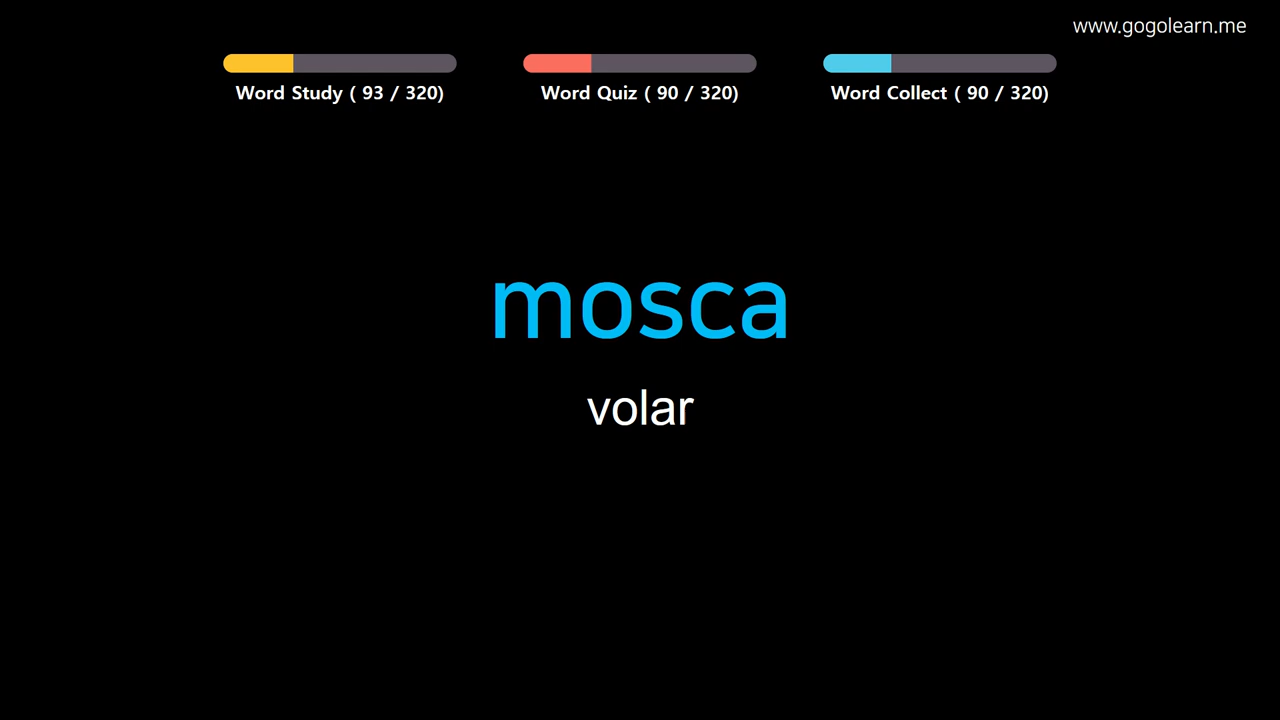 www.gogolearn.me
Word Study ( 93 / 320)
Word Quiz ( 90 / 320)
Word Collect ( 90 / 320)
mosca
volar